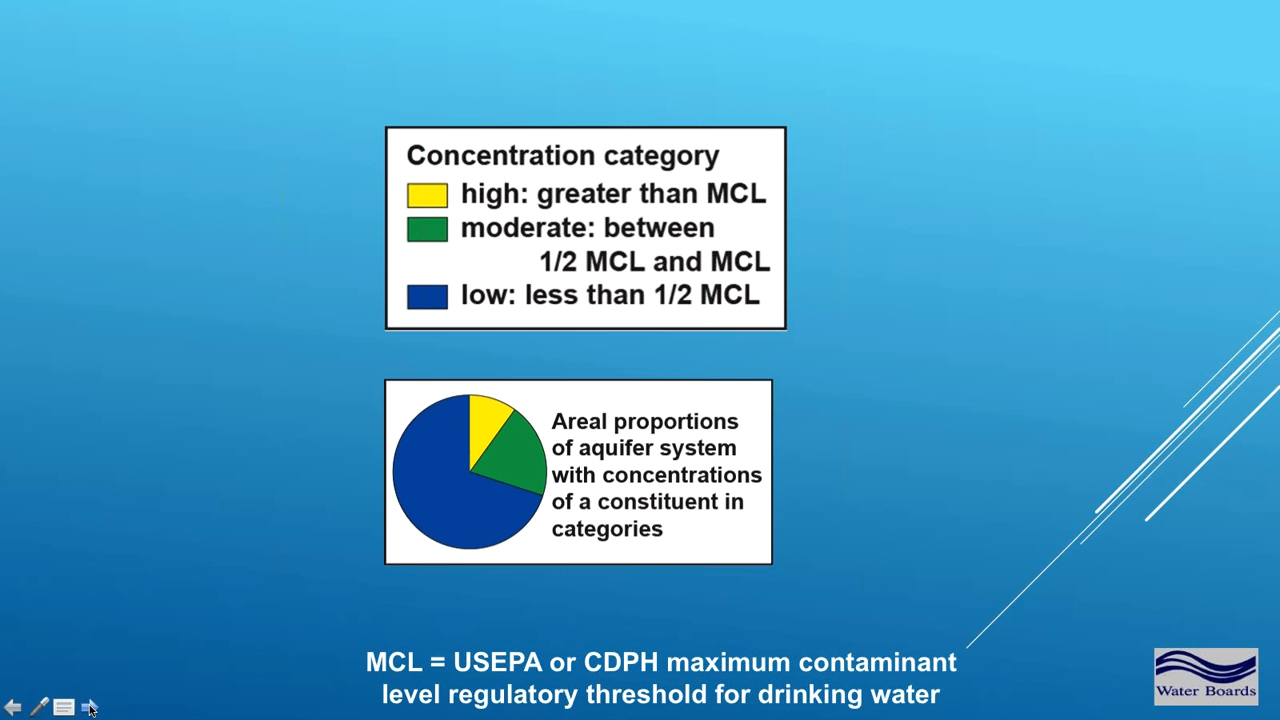 Concentration category
high: greater than MCL
moderate: between
1/2 MCL and MCL
low: less than 1/2 MCL
Areal proportions
of aquifer system
with concentrations
of a constituent in
categories
MCL = USEPA or CDPH maximum contaminant
level regulatory threshold for drinking water
Water Boards